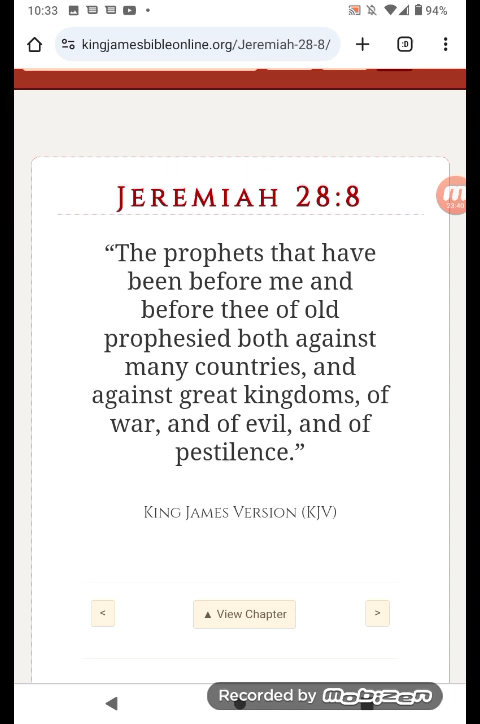 10:33
94%
kingjamesbibleonline.org/Jeremiah-28-8/
:D
Jeremiah 28:8
23:40
“The prophets that have
been before me and
before thee of old
prophesied both against
many countries, and
against great kingdoms, of
war, and of evil, and of
pestilence.”
King James Version (KJV)
< ▲ View Chapter >
Recorded by mobizen